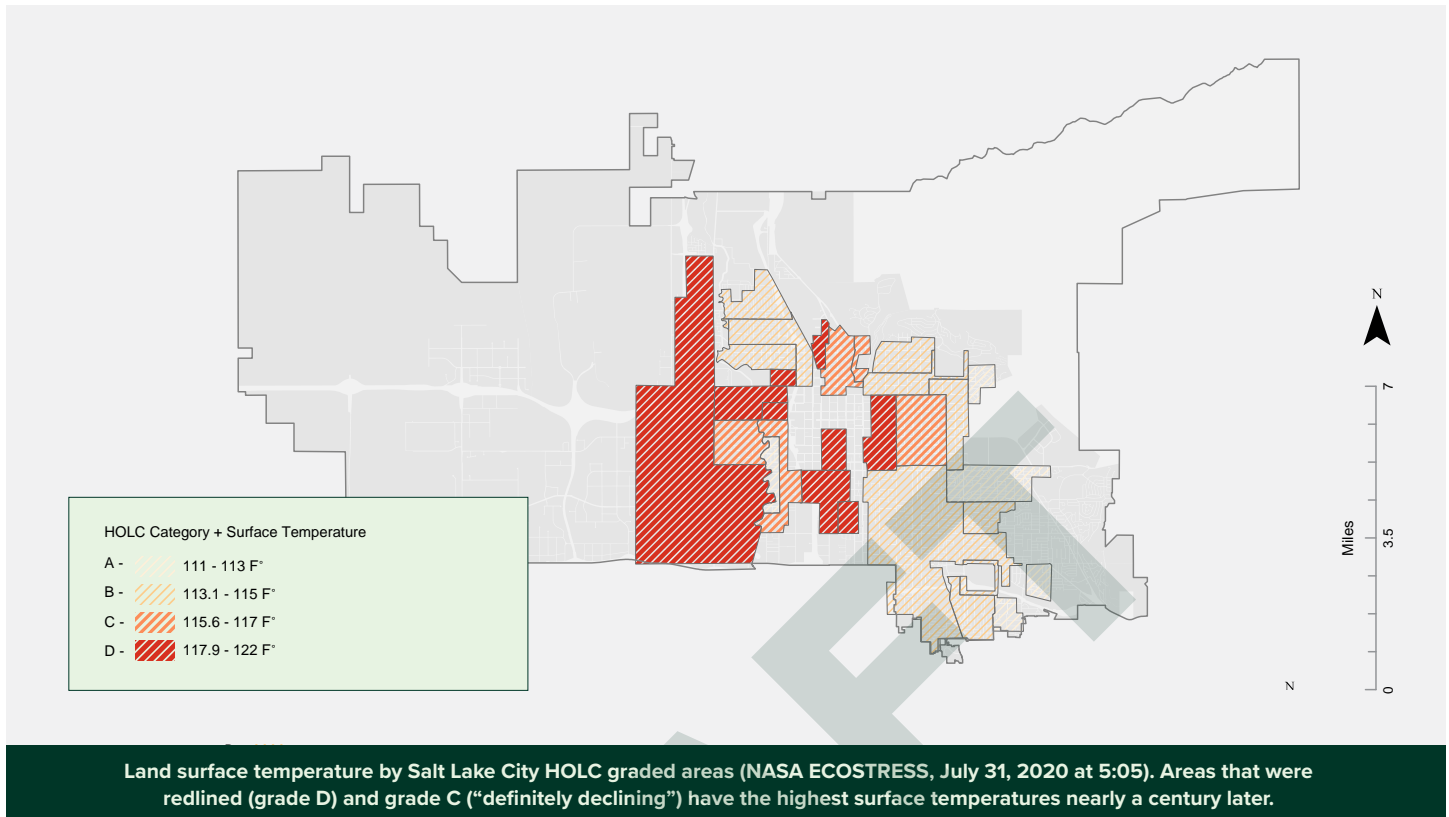 N
7
3.5
Miles
0
N
HOLC Category + Surface Temperature
A - 111 - 113 F°
B - 113.1 - 115 F°
C - 115.6 - 117 F°
D - 117.9 - 122 F°
Land surface temperature by Salt Lake City HOLC graded areas (NASA ECOSTRESS, July 31, 2020 at 5:05). Areas that were
redlined (grade D) and grade C (“definitely declining”) have the highest surface temperatures nearly a century later.